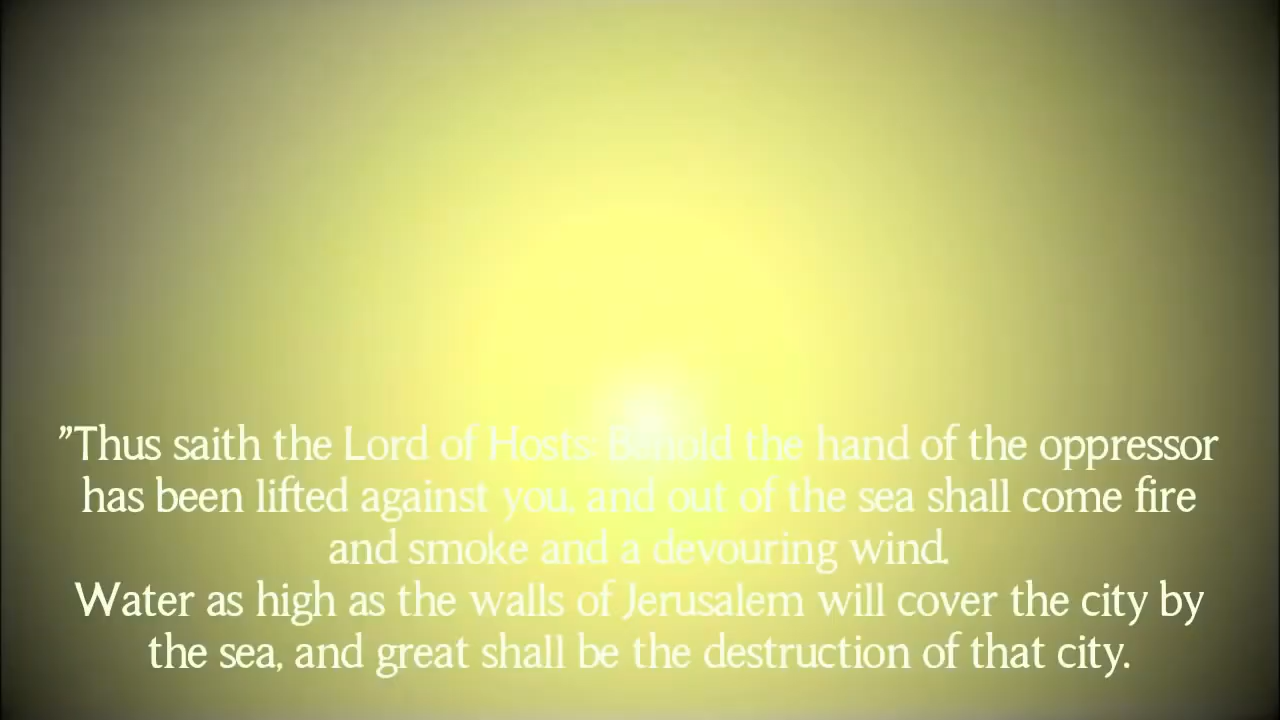 ”Thus saith the Lord of Hosts: Behold the hand of the oppressor
has been lifted against you, and out of the sea shall come fire
and smoke and a devouring wind.
Water as high as the walls of Jerusalem will cover the city by
the sea, and great shall be the destruction of that city.